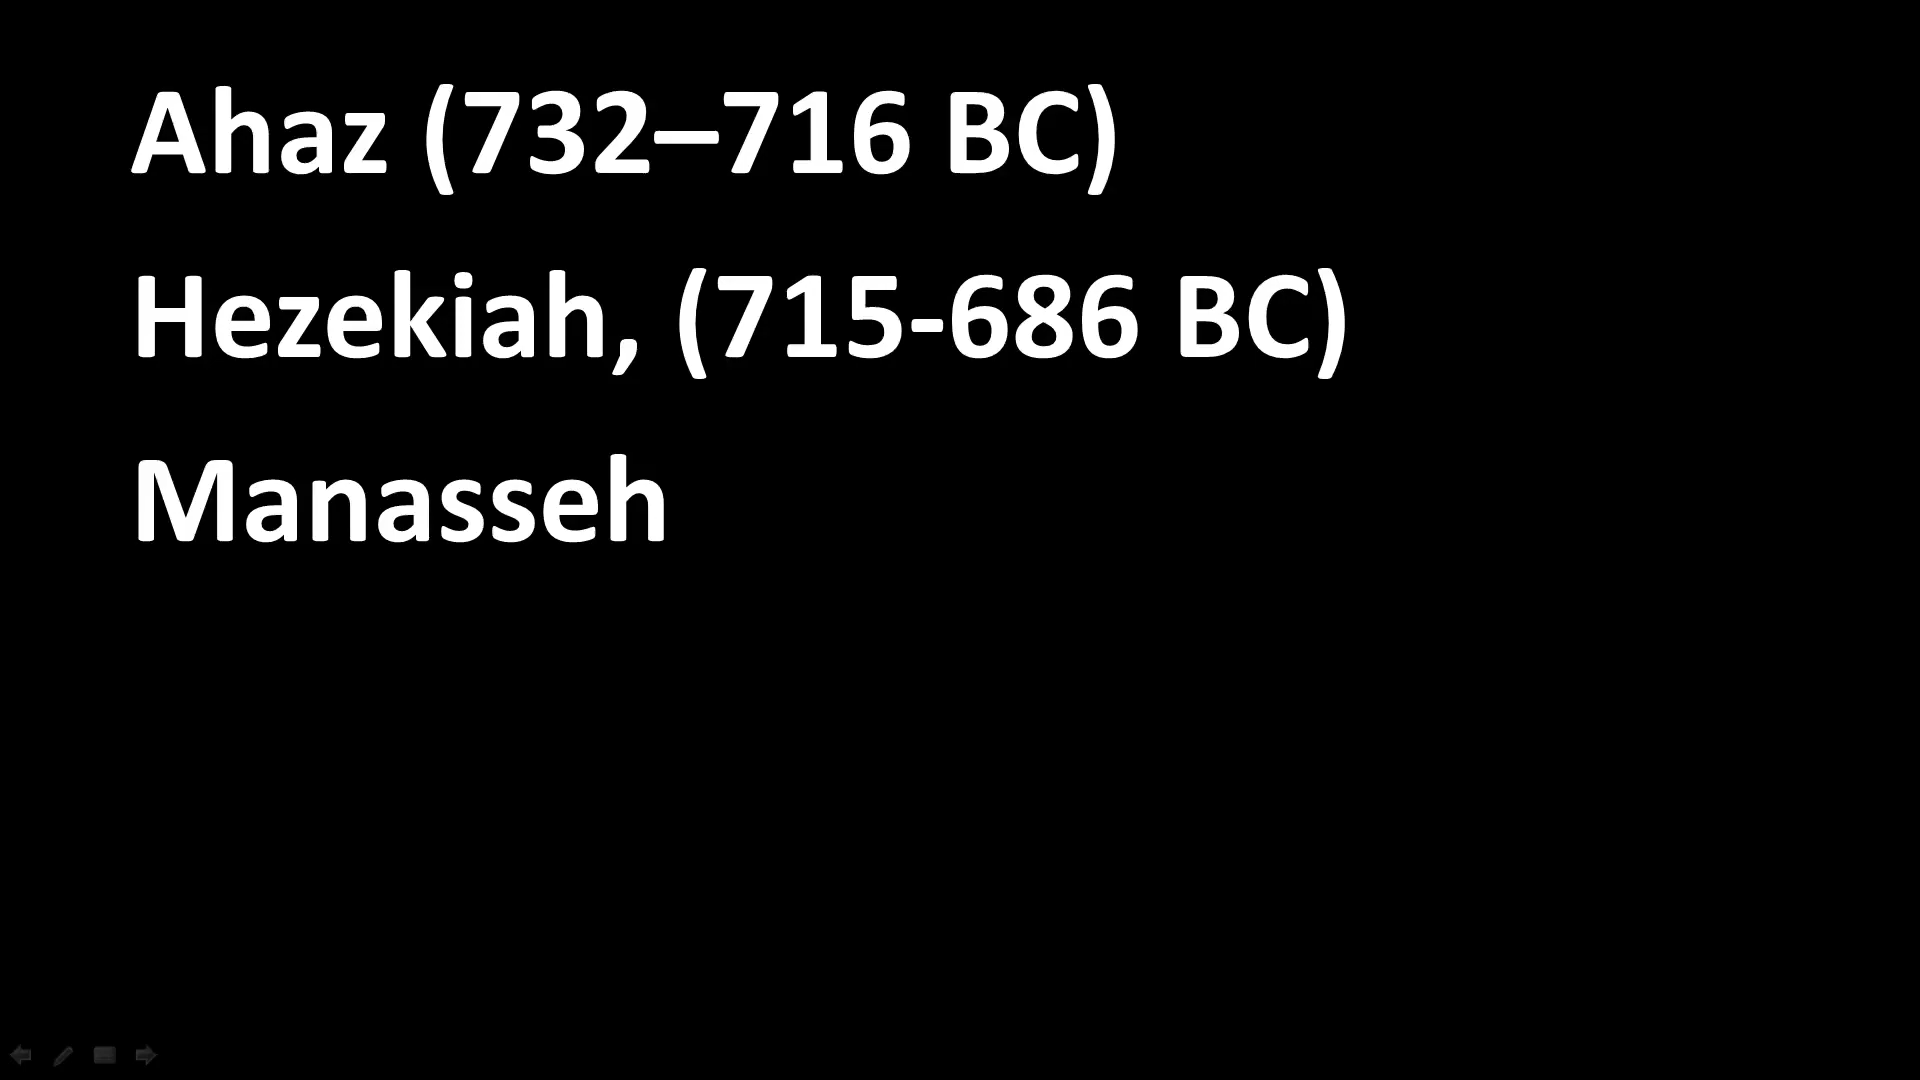 Ahaz (732–716 BC)
Hezekiah, (715-686 BC)
Manasseh